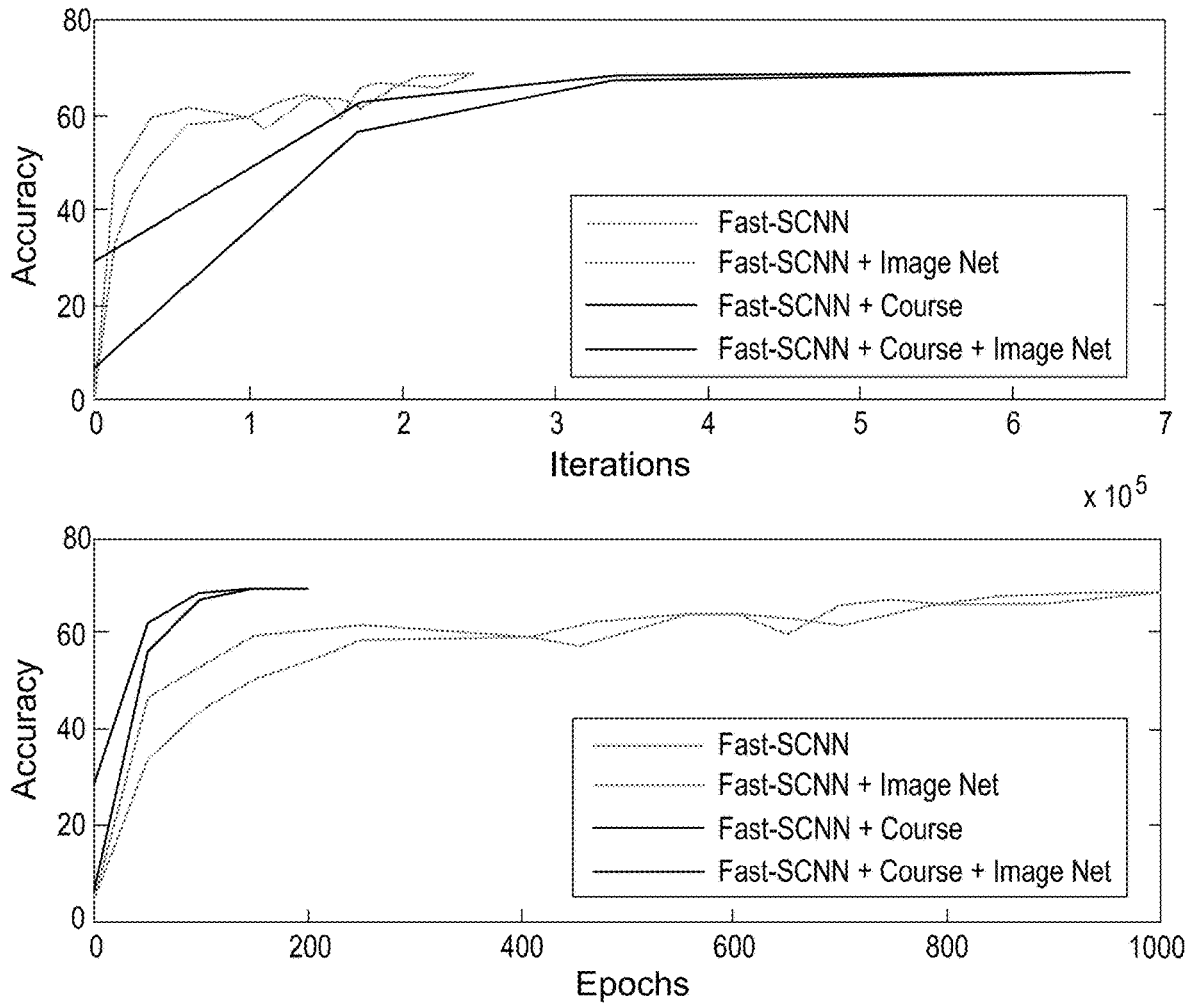 80
60
40
20
0
Accuracy
Fast-SCNN
Fast-SCNN + Image Net
Fast-SCNN + Course
Fast-SCNN + Course + Image Net
0 1 2 3 4 5 6 7
Iterations
x 10^5
80
60
40
20
0
Accuracy
Fast-SCNN
Fast-SCNN + Image Net
Fast-SCNN + Course
Fast-SCNN + Course + Image Net
0 200 400 600 800 1000
Epochs